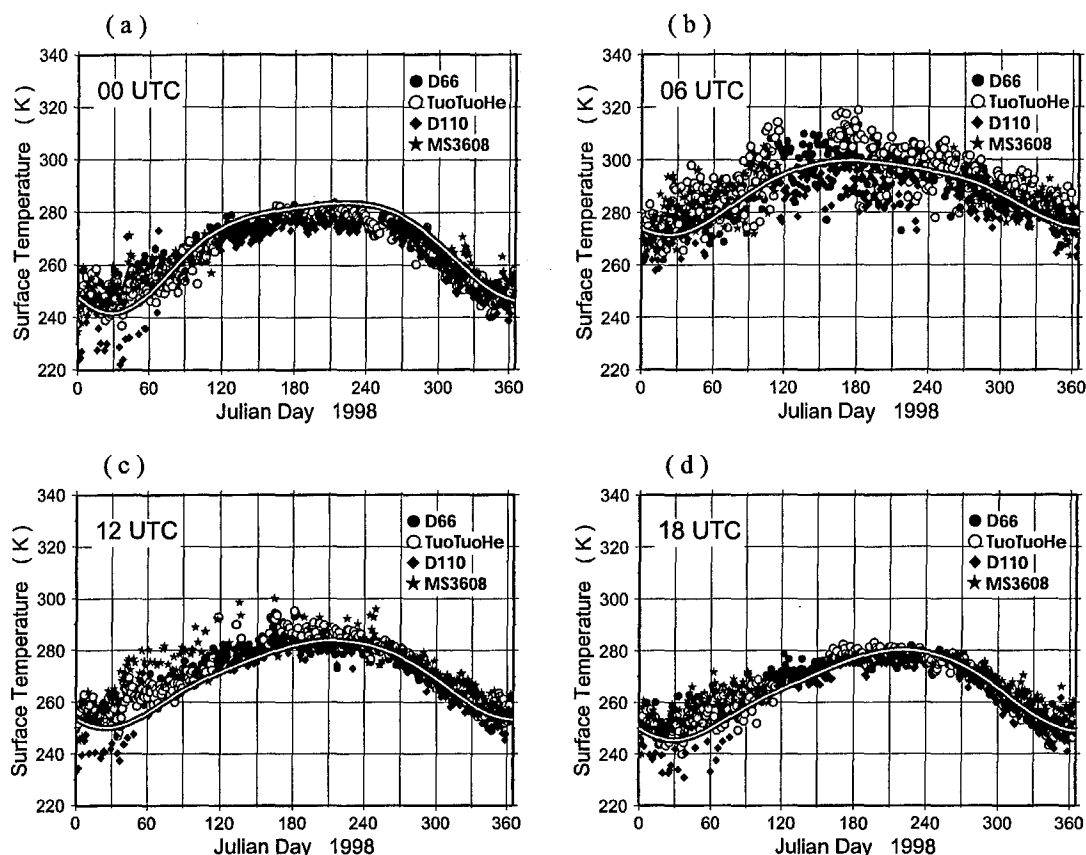 ( a )
00 UTC
D66
TuoTuoHe
D110
MS3608
Surface Temperature ( K )
340
320
300
280
260
240
220
0 60 120 180 240 300 360
Julian Day 1998
( b )
06 UTC
D66
TuoTuoHe
D110
MS3608
Surface Temperature ( K )
340
320
300
280
260
240
220
0 60 120 180 240 300 360
Julian Day 1998
( c )
12 UTC
D66
TuoTuoHe
D110
MS3608
Surface Temperature ( K )
340
320
300
280
260
240
220
0 60 120 180 240 300 360
Julian Day 1998
( d )
18 UTC
D66
TuoTuoHe
D110
MS3608
Surface Temperature ( K )
340
320
300
280
260
240
220
0 60 120 180 240 300 360
Julian Day 1998